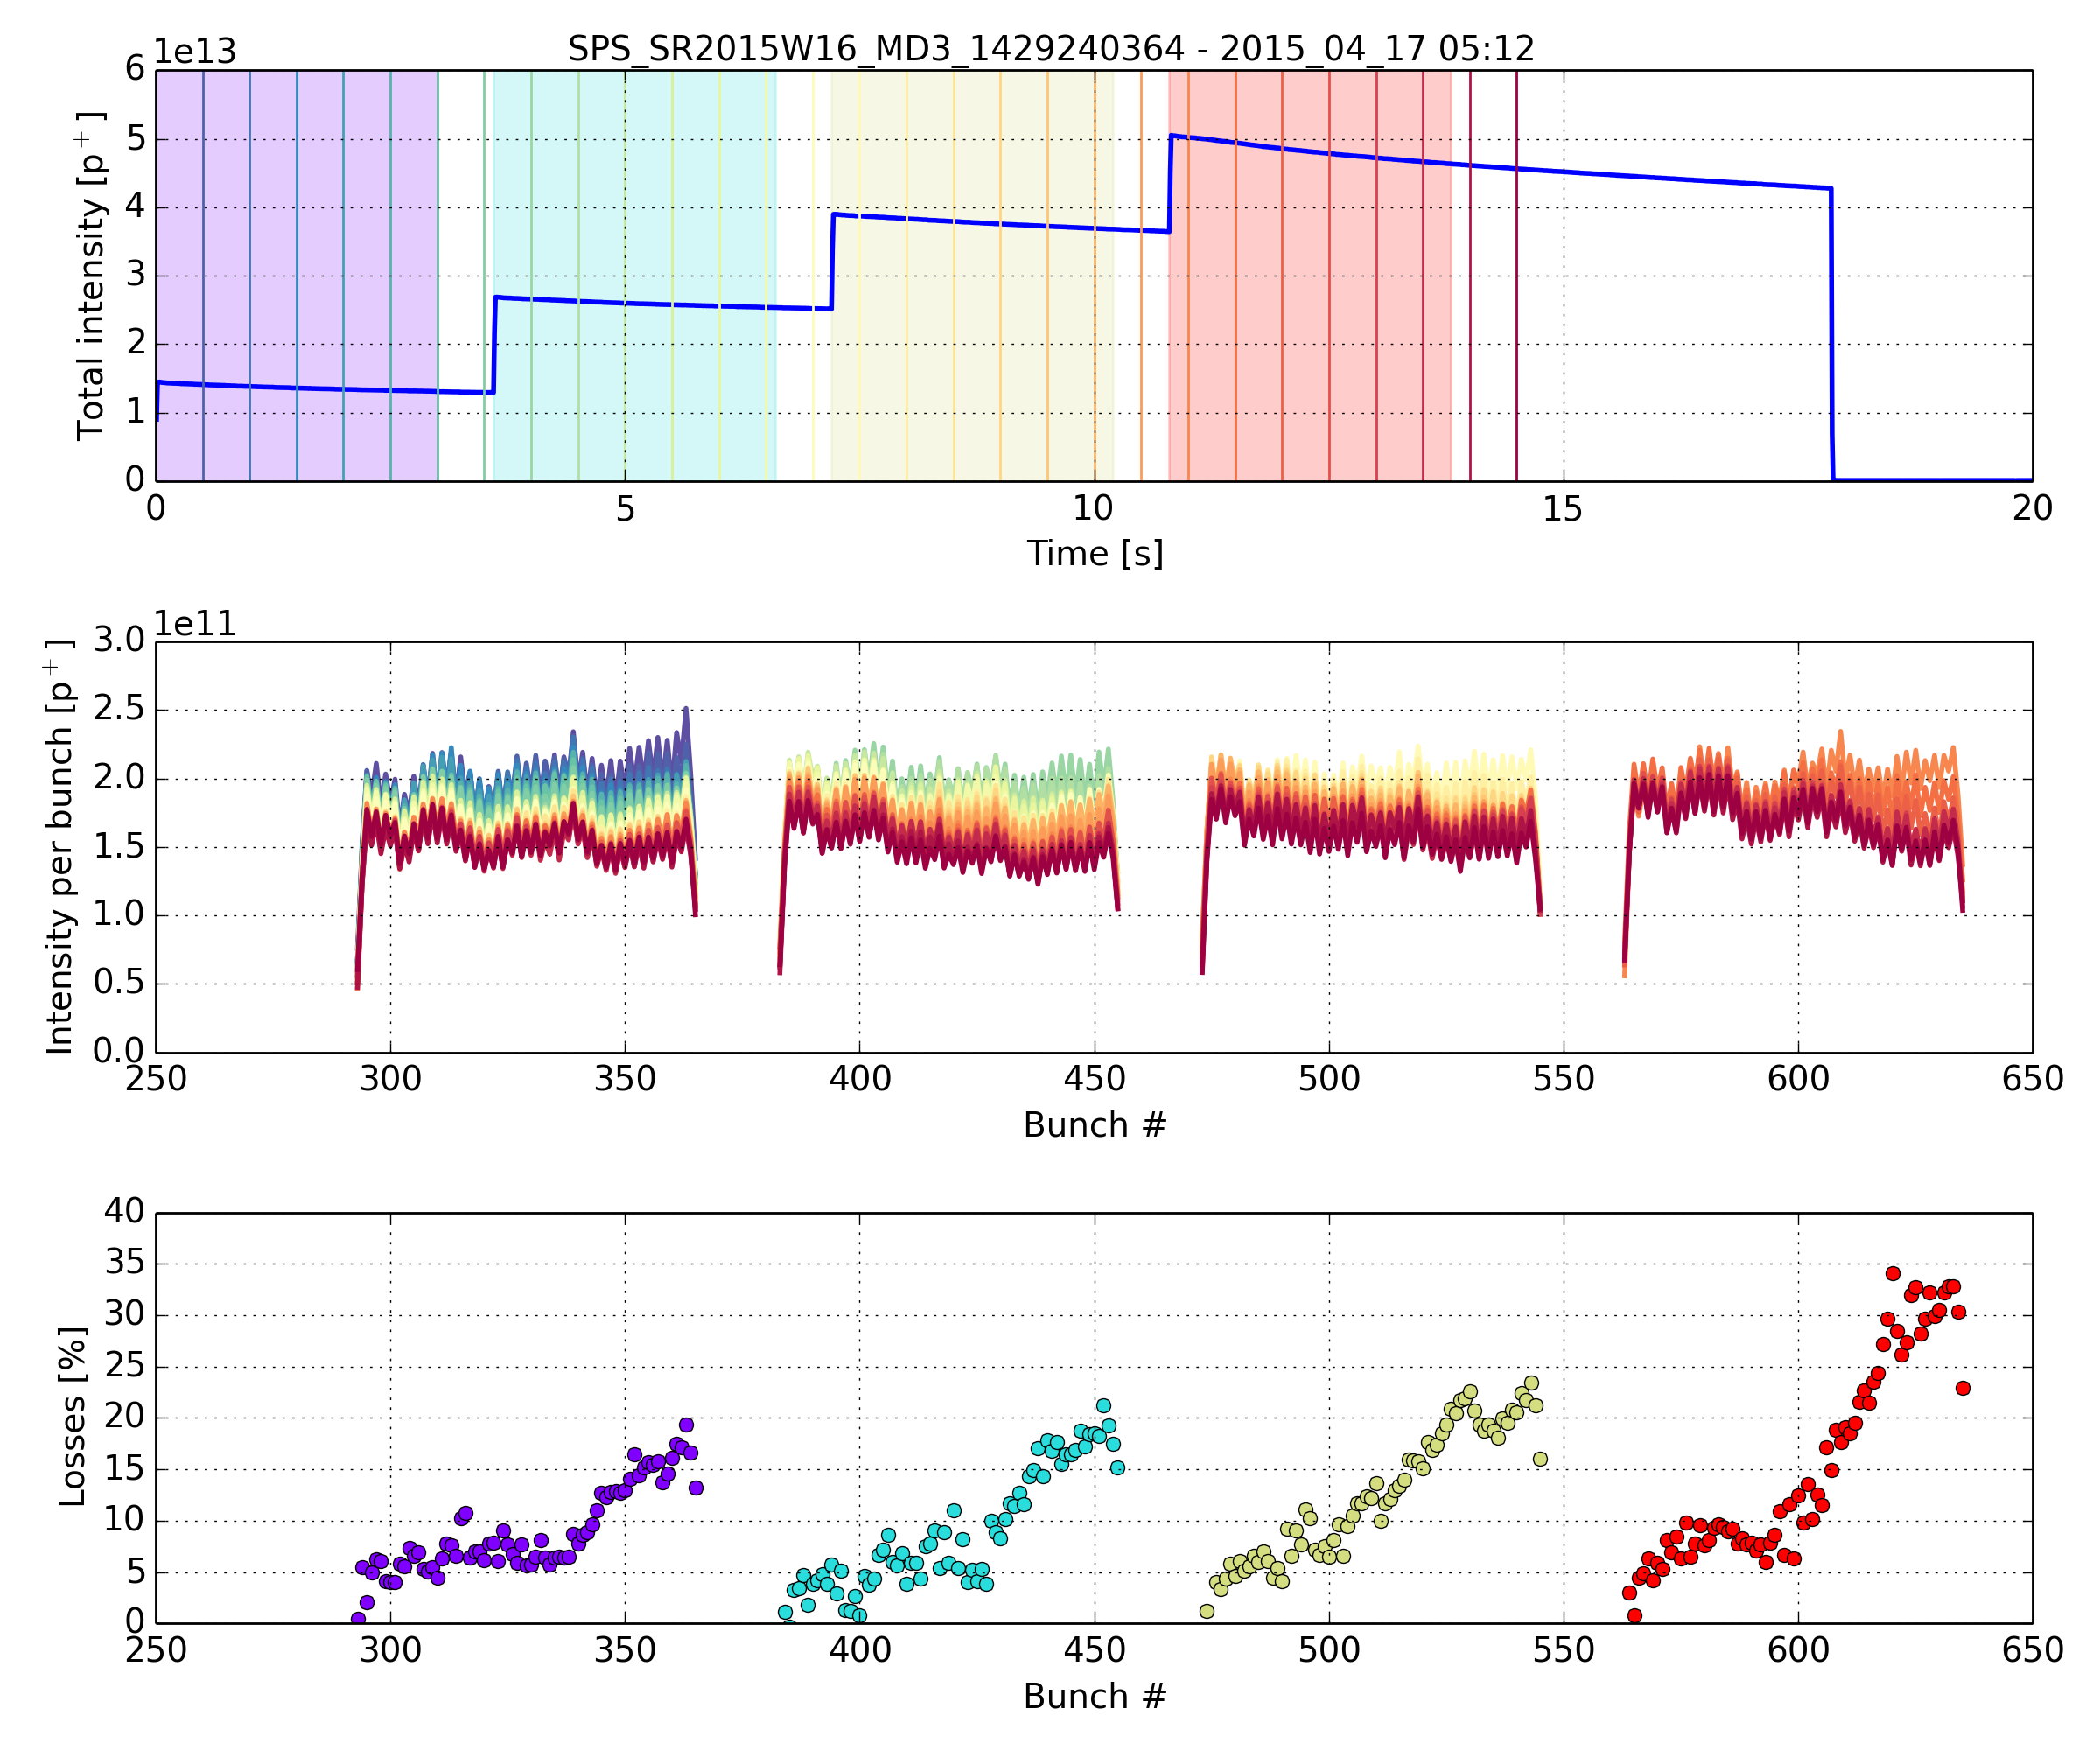 SPS_SR2015W16_MD3_1429240364 - 2015_04_17 05:12
1e13
Total intensity [p+]
6
5
4
3
2
1
0
0 5 10 15 20
Time [s]
1e11
Intensity per bunch [p+]
3.0
2.5
2.0
1.5
1.0
0.5
0.0
250 300 350 400 450 500 550 600 650
Bunch #
Losses [%]
40
35
30
25
20
15
10
5
0
250 300 350 400 450 500 550 600 650
Bunch #